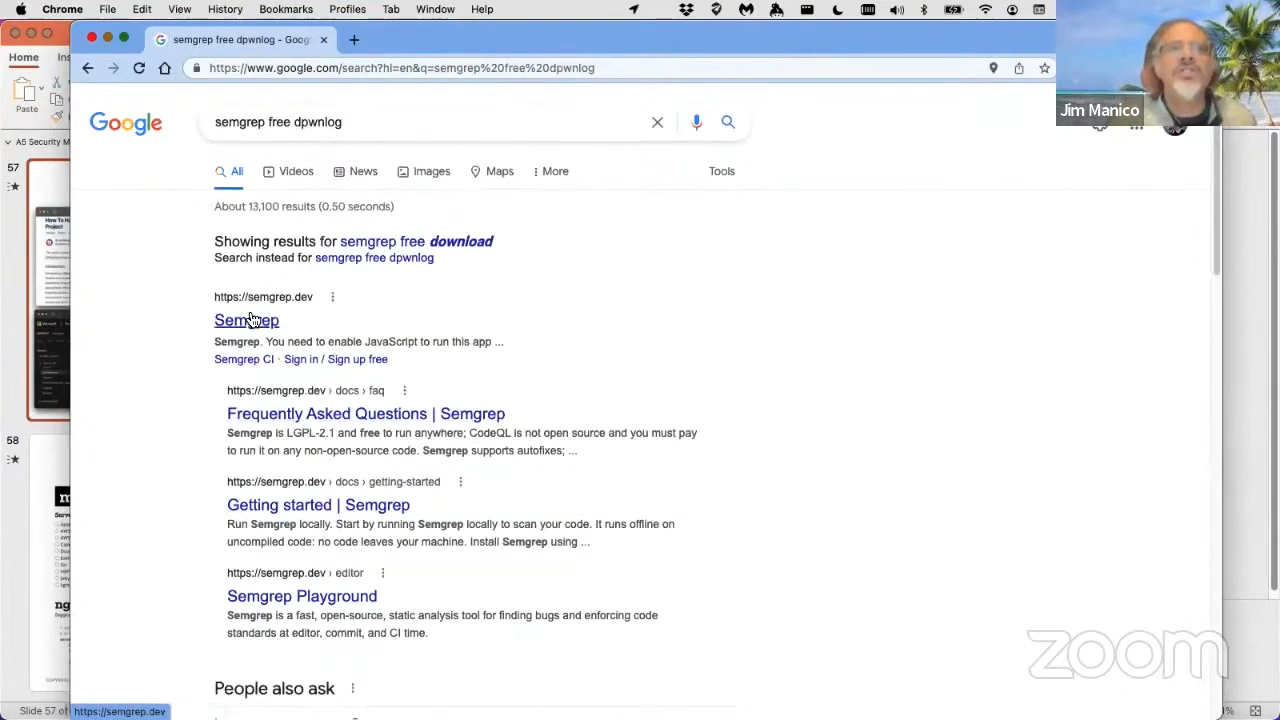 Chrome File Edit View History Bookmarks Profiles Tab Window Help
semgrep free dpwnlog - Goog
https://www.google.com/search?hl=en&q=semgrep%20free%20dpwnlog
Jim Manico
Home Ins
Paste
A5 Security M
57
58
Google
semgrep free dpwnlog
All Videos News Images Maps More Tools
About 13,100 results (0.50 seconds)
Showing results for semgrep free download
Search instead for semgrep free dpwnlog
https://semgrep.dev
Semgrep
Semgrep. You need to enable JavaScript to run this app ...
Semgrep CI · Sign in · Sign up free
https://semgrep.dev › docs › faq
Frequently Asked Questions | Semgrep
Semgrep is LGPL-2.1 and free to run anywhere; CodeQL is not open source and you must pay
to run it on any non-open-source code. Semgrep supports autofixes; ...
https://semgrep.dev › docs › getting-started
Getting started | Semgrep
Run Semgrep locally. Start by running Semgrep locally to scan your code. It runs offline on
uncompiled code: no code leaves your machine. Install Semgrep using ...
https://semgrep.dev › editor
Semgrep Playground
Semgrep is a fast, open-source, static analysis tool for finding bugs and enforcing code
standards at editor, commit, and CI time.
People also ask
zoom
Slide 57 of
https://semgrep.dev